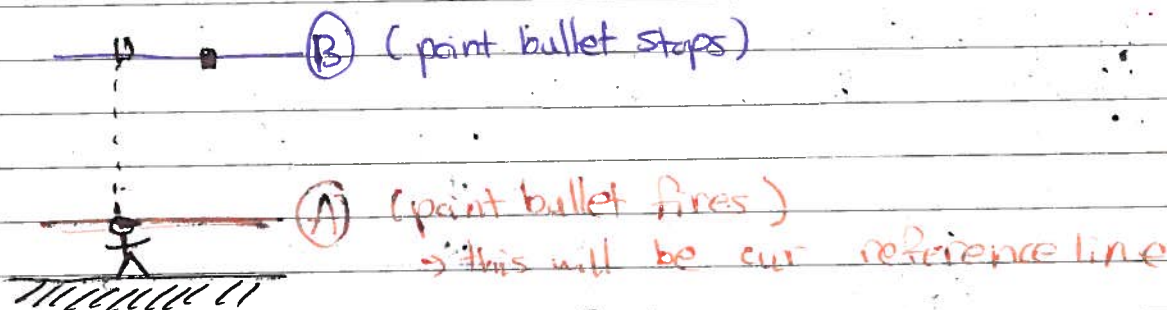 B (point bullet stops)
A (point bullet fires)
→ this will be our reference line